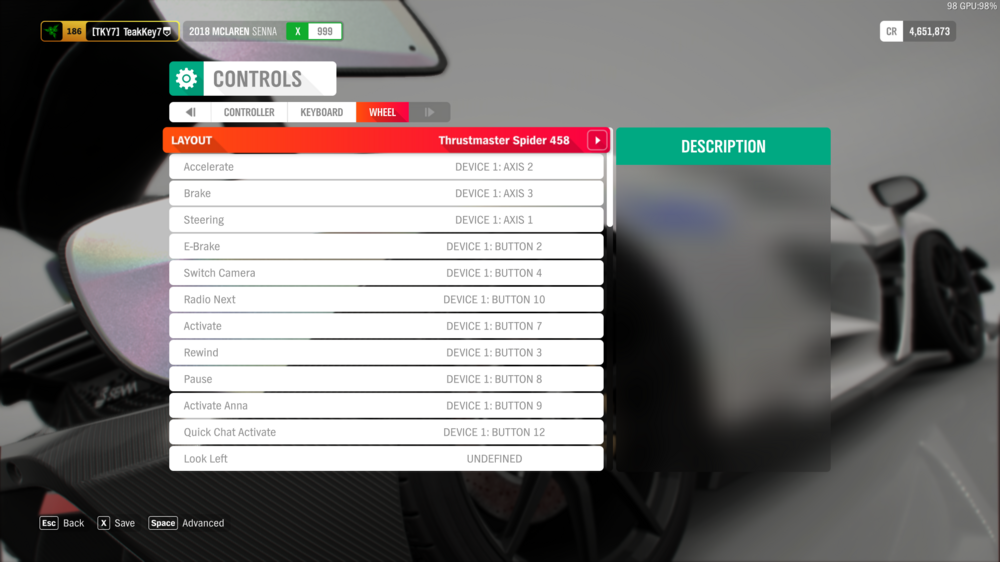 98 GPU:98%
186 [TKY7] TeakKey7
2018 MCLAREN SENNA X 999
CR 4,651,873
CONTROLS
CONTROLLER KEYBOARD WHEEL
LAYOUT Thrustmaster Spider 458
DESCRIPTION
Accelerate DEVICE 1: AXIS 2
Brake DEVICE 1: AXIS 3
Steering DEVICE 1: AXIS 1
E-Brake DEVICE 1: BUTTON 2
Switch Camera DEVICE 1: BUTTON 4
Radio Next DEVICE 1: BUTTON 10
Activate DEVICE 1: BUTTON 7
Rewind DEVICE 1: BUTTON 3
Pause DEVICE 1: BUTTON 8
Activate Anna DEVICE 1: BUTTON 9
Quick Chat Activate DEVICE 1: BUTTON 12
Look Left UNDEFINED
Esc Back X Save Space Advanced